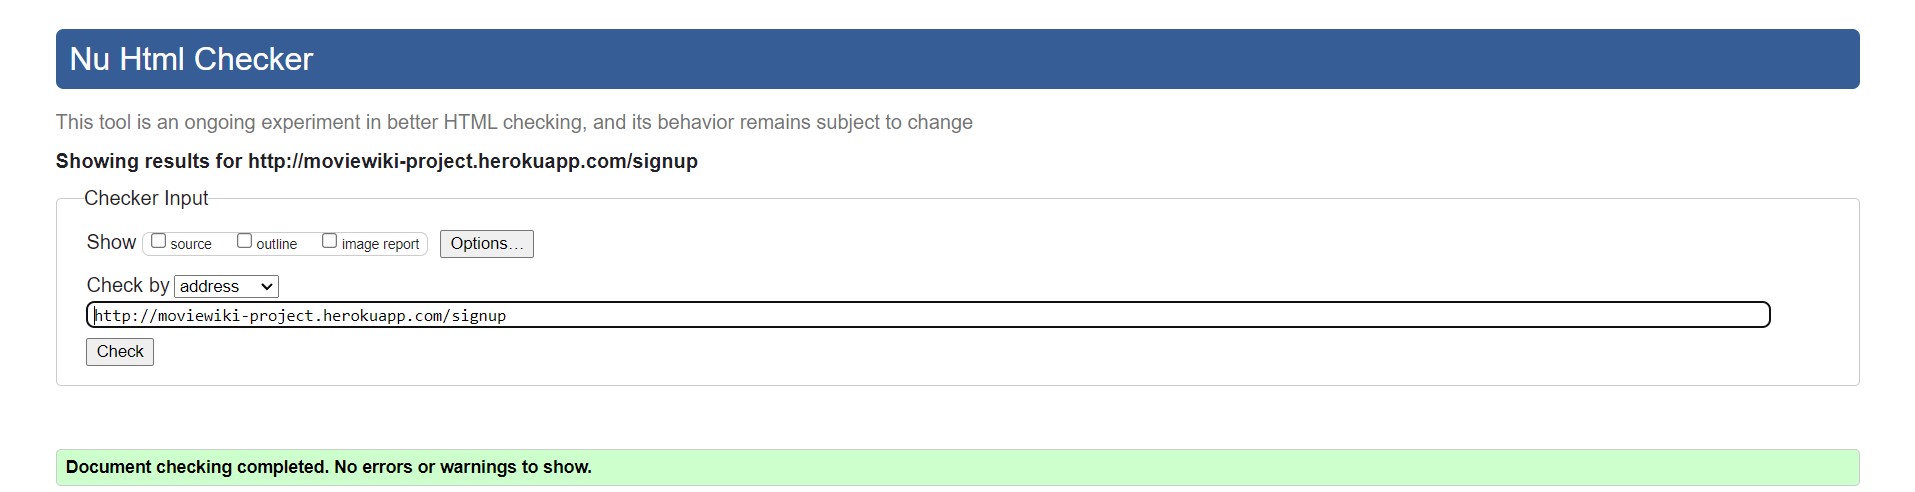 Nu Html Checker
This tool is an ongoing experiment in better HTML checking, and its behavior remains subject to change
Showing results for http://moviewiki-project.herokuapp.com/signup
Checker Input
Show source outline image report Options...
Check by address
http://moviewiki-project.herokuapp.com/signup
Check
Document checking completed. No errors or warnings to show.